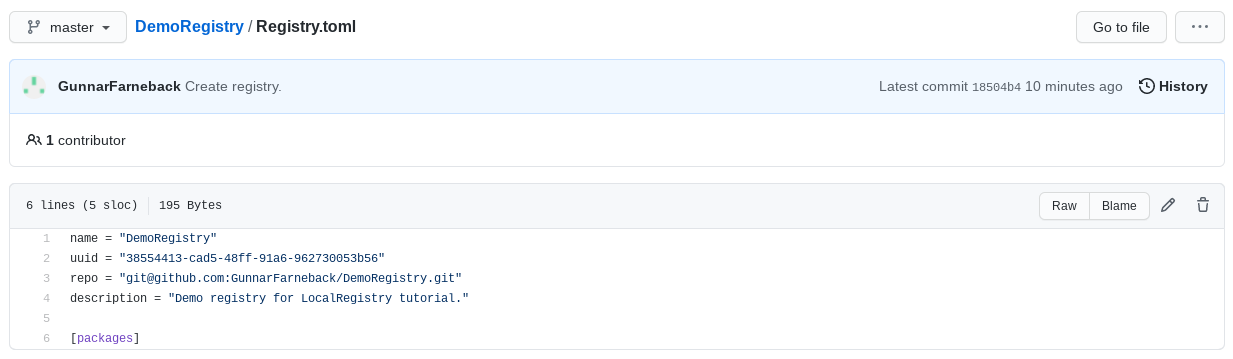 master DemoRegistry / Registry.toml Go to file ...
GunnarFarneback Create registry. Latest commit 18504b4 10 minutes ago History
1 contributor
6 lines (5 sloc) 195 Bytes Raw Blame
1 name = "DemoRegistry"
2 uuid = "38554413-cad5-48ff-91a6-962730053b56"
3 repo = "git@github.com:GunnarFarneback/DemoRegistry.git"
4 description = "Demo registry for LocalRegistry tutorial."
5
6 [packages]